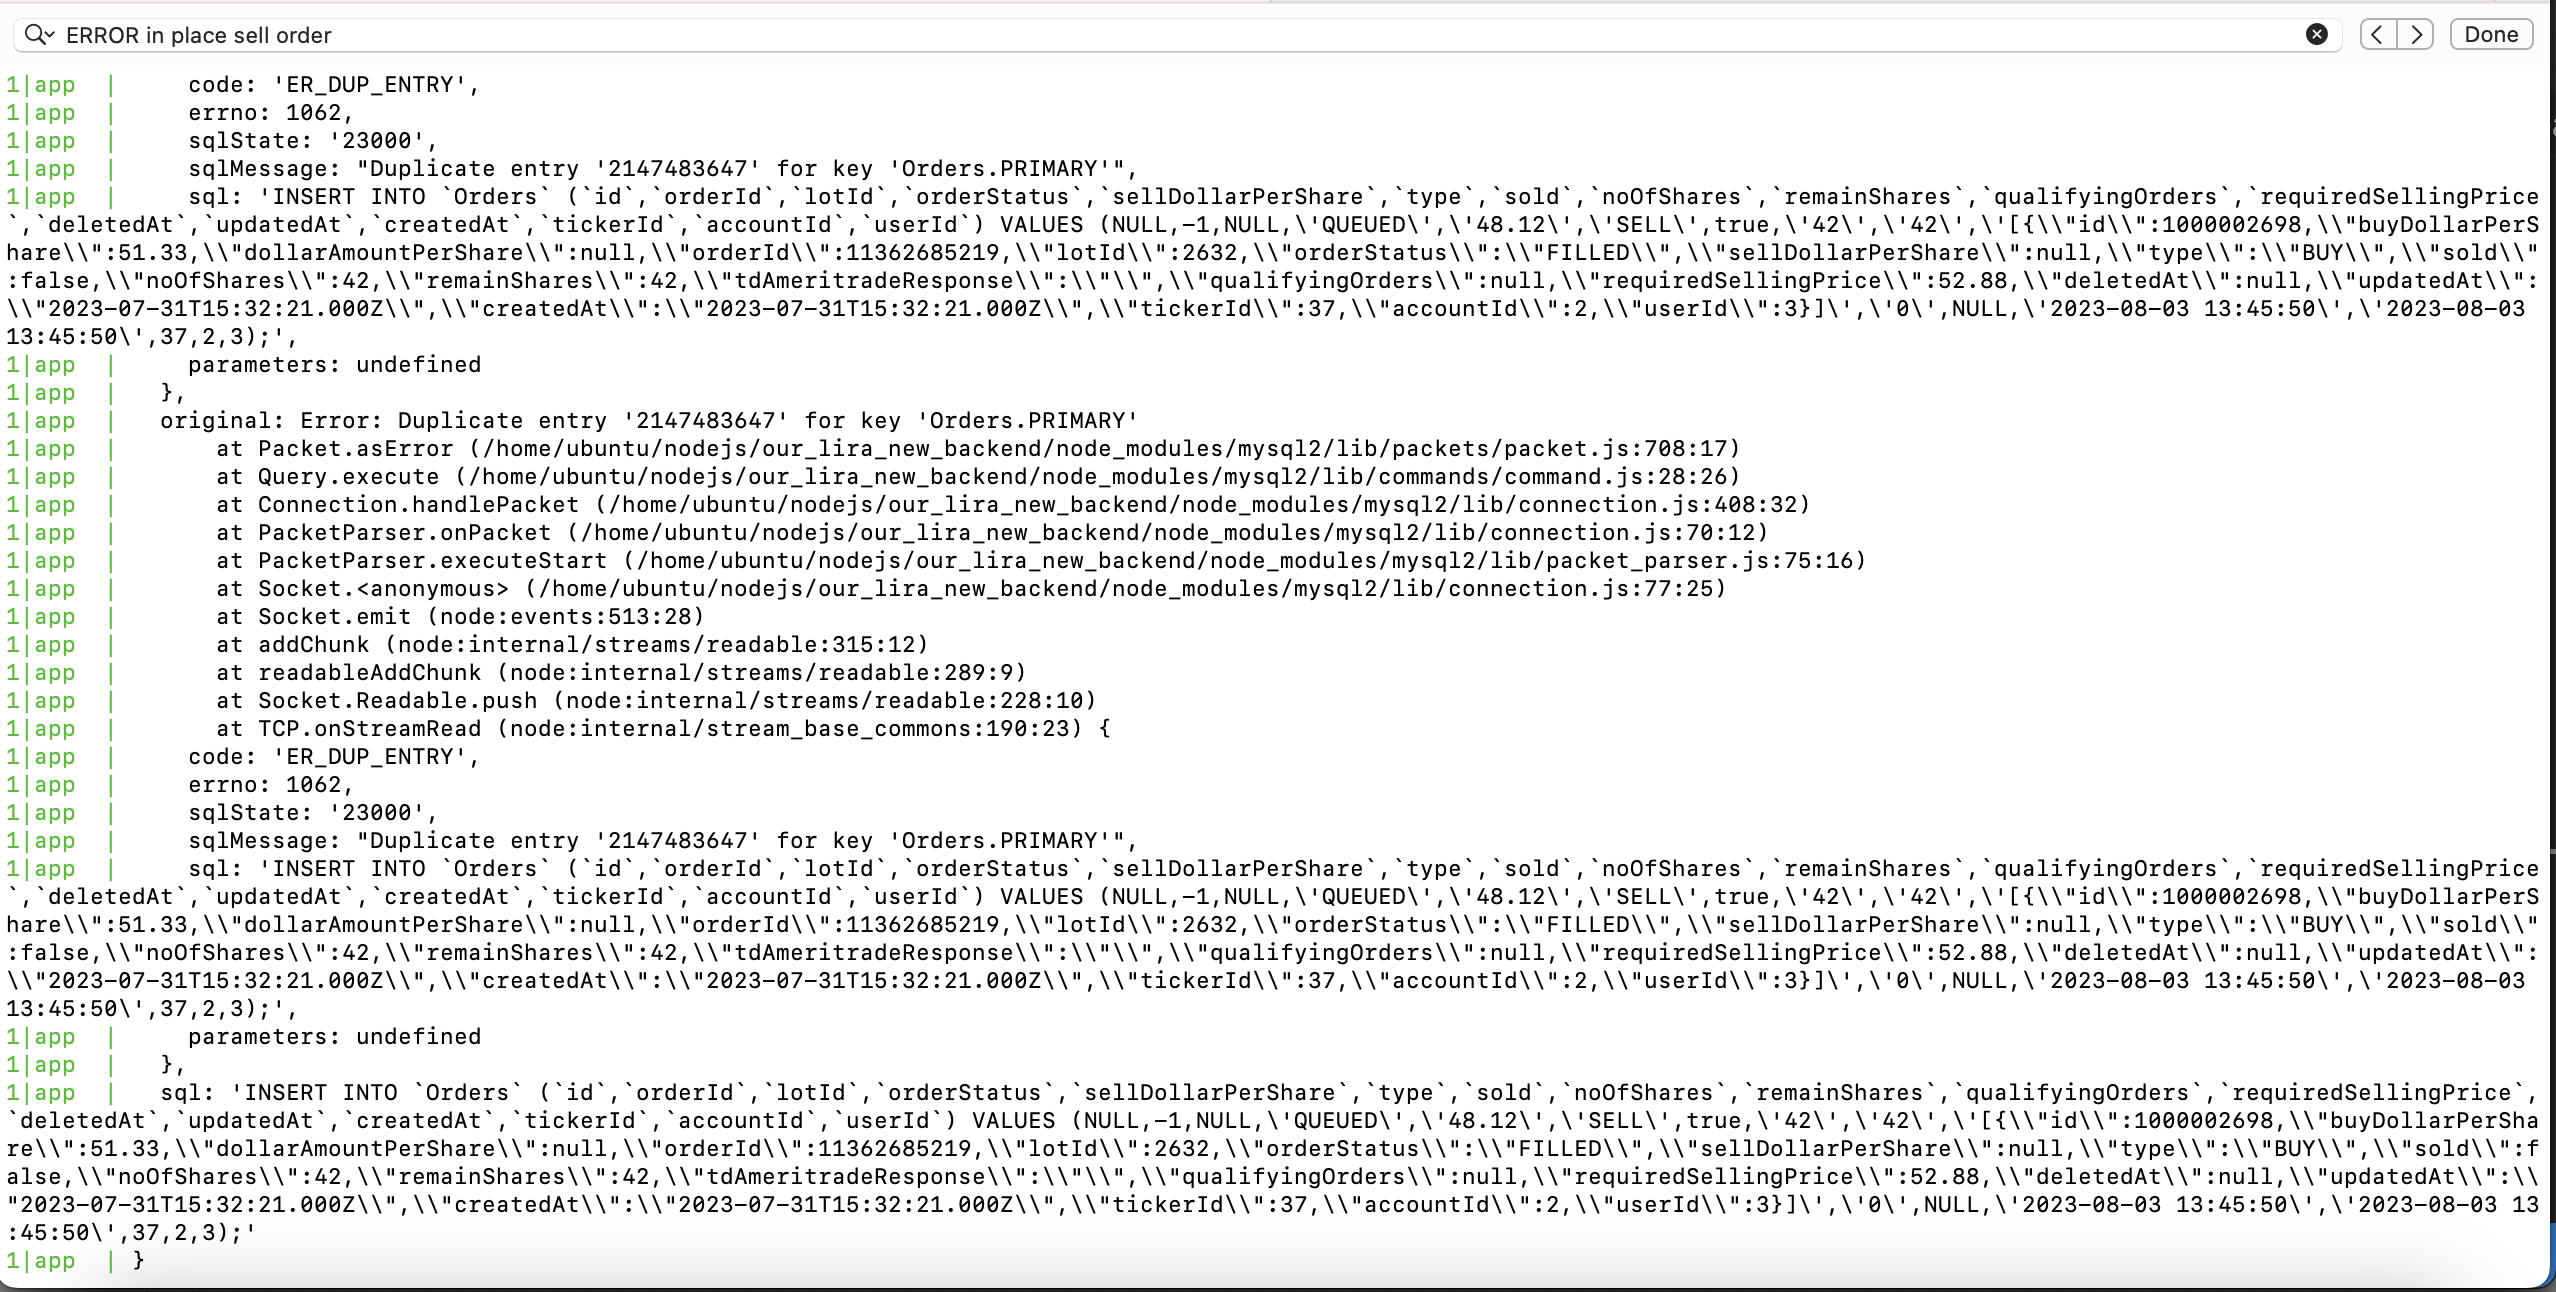 ERROR in place sell order
Done
1|app  |     code: 'ER_DUP_ENTRY',
1|app  |     errno: 1062,
1|app  |     sqlState: '23000',
1|app  |     sqlMessage: "Duplicate entry '2147483647' for key 'Orders.PRIMARY'",
1|app  |     sql: 'INSERT INTO `Orders` (`id`,`orderId`,`lotId`,`orderStatus`,`sellDollarPerShare`,`type`,`sold`,`noOfShares`,`remainShares`,`qualifyingOrders`,`requiredSellingPrice
`,`deletedAt`,`updatedAt`,`createdAt`,`tickerId`,`accountId`,`userId`) VALUES (NULL,-1,NULL,\'QUEUED\',\'48.12\',\'SELL\',true,\'42\',\'42\',\'[{\\"id\\":1000002698,\\"buyDollarPerS
hare\\":51.33,\\"dollarAmountPerShare\\":null,\\"orderId\\":11362685219,\\"lotId\\":2632,\\"orderStatus\\":\\"FILLED\\",\\"sellDollarPerShare\\":null,\\"type\\":\\"BUY\\",\\"sold\\"
:false,\\"noOfShares\\":42,\\"remainShares\\":42,\\"tdAmeritradeResponse\\":\\"\\",\\"qualifyingOrders\\":null,\\"requiredSellingPrice\\":52.88,\\"deletedAt\\":null,\\"updatedAt\\":
\\"2023-07-31T15:32:21.000Z\\",\\"createdAt\\":\\"2023-07-31T15:32:21.000Z\\",\\"tickerId\\":37,\\"accountId\\":2,\\"userId\\":3}]\',\'0\',NULL,\'2023-08-03 13:45:50\',\'2023-08-03
13:45:50\',37,2,3);',
1|app  |     parameters: undefined
1|app  |   },
1|app  |   original: Error: Duplicate entry '2147483647' for key 'Orders.PRIMARY'
1|app  |       at Packet.asError (/home/ubuntu/nodejs/our_lira_new_backend/node_modules/mysql2/lib/packets/packet.js:708:17)
1|app  |       at Query.execute (/home/ubuntu/nodejs/our_lira_new_backend/node_modules/mysql2/lib/commands/command.js:28:26)
1|app  |       at Connection.handlePacket (/home/ubuntu/nodejs/our_lira_new_backend/node_modules/mysql2/lib/connection.js:408:32)
1|app  |       at PacketParser.onPacket (/home/ubuntu/nodejs/our_lira_new_backend/node_modules/mysql2/lib/connection.js:70:12)
1|app  |       at PacketParser.executeStart (/home/ubuntu/nodejs/our_lira_new_backend/node_modules/mysql2/lib/packet_parser.js:75:16)
1|app  |       at Socket.<anonymous> (/home/ubuntu/nodejs/our_lira_new_backend/node_modules/mysql2/lib/connection.js:77:25)
1|app  |       at Socket.emit (node:events:513:28)
1|app  |       at addChunk (node:internal/streams/readable:315:12)
1|app  |       at readableAddChunk (node:internal/streams/readable:289:9)
1|app  |       at Socket.Readable.push (node:internal/streams/readable:228:10)
1|app  |       at TCP.onStreamRead (node:internal/stream_base_commons:190:23) {
1|app  |     code: 'ER_DUP_ENTRY',
1|app  |     errno: 1062,
1|app  |     sqlState: '23000',
1|app  |     sqlMessage: "Duplicate entry '2147483647' for key 'Orders.PRIMARY'",
1|app  |     sql: 'INSERT INTO `Orders` (`id`,`orderId`,`lotId`,`orderStatus`,`sellDollarPerShare`,`type`,`sold`,`noOfShares`,`remainShares`,`qualifyingOrders`,`requiredSellingPrice
`,`deletedAt`,`updatedAt`,`createdAt`,`tickerId`,`accountId`,`userId`) VALUES (NULL,-1,NULL,\'QUEUED\',\'48.12\',\'SELL\',true,\'42\',\'42\',\'[{\\"id\\":1000002698,\\"buyDollarPerS
hare\\":51.33,\\"dollarAmountPerShare\\":null,\\"orderId\\":11362685219,\\"lotId\\":2632,\\"orderStatus\\":\\"FILLED\\",\\"sellDollarPerShare\\":null,\\"type\\":\\"BUY\\",\\"sold\\"
:false,\\"noOfShares\\":42,\\"remainShares\\":42,\\"tdAmeritradeResponse\\":\\"\\",\\"qualifyingOrders\\":null,\\"requiredSellingPrice\\":52.88,\\"deletedAt\\":null,\\"updatedAt\\":
\\"2023-07-31T15:32:21.000Z\\",\\"createdAt\\":\\"2023-07-31T15:32:21.000Z\\",\\"tickerId\\":37,\\"accountId\\":2,\\"userId\\":3}]\',\'0\',NULL,\'2023-08-03 13:45:50\',\'2023-08-03
13:45:50\',37,2,3);',
1|app  |     parameters: undefined
1|app  |   },
1|app  |   sql: 'INSERT INTO `Orders` (`id`,`orderId`,`lotId`,`orderStatus`,`sellDollarPerShare`,`type`,`sold`,`noOfShares`,`remainShares`,`qualifyingOrders`,`requiredSellingPrice`,
`deletedAt`,`updatedAt`,`createdAt`,`tickerId`,`accountId`,`userId`) VALUES (NULL,-1,NULL,\'QUEUED\',\'48.12\',\'SELL\',true,\'42\',\'42\',\'[{\\"id\\":1000002698,\\"buyDollarPerSha
re\\":51.33,\\"dollarAmountPerShare\\":null,\\"orderId\\":11362685219,\\"lotId\\":2632,\\"orderStatus\\":\\"FILLED\\",\\"sellDollarPerShare\\":null,\\"type\\":\\"BUY\\",\\"sold\\":f
alse,\\"noOfShares\\":42,\\"remainShares\\":42,\\"tdAmeritradeResponse\\":\\"\\",\\"qualifyingOrders\\":null,\\"requiredSellingPrice\\":52.88,\\"deletedAt\\":null,\\"updatedAt\\":\\
"2023-07-31T15:32:21.000Z\\",\\"createdAt\\":\\"2023-07-31T15:32:21.000Z\\",\\"tickerId\\":37,\\"accountId\\":2,\\"userId\\":3}]\',\'0\',NULL,\'2023-08-03 13:45:50\',\'2023-08-03 13
:45:50\',37,2,3);'
1|app  | }